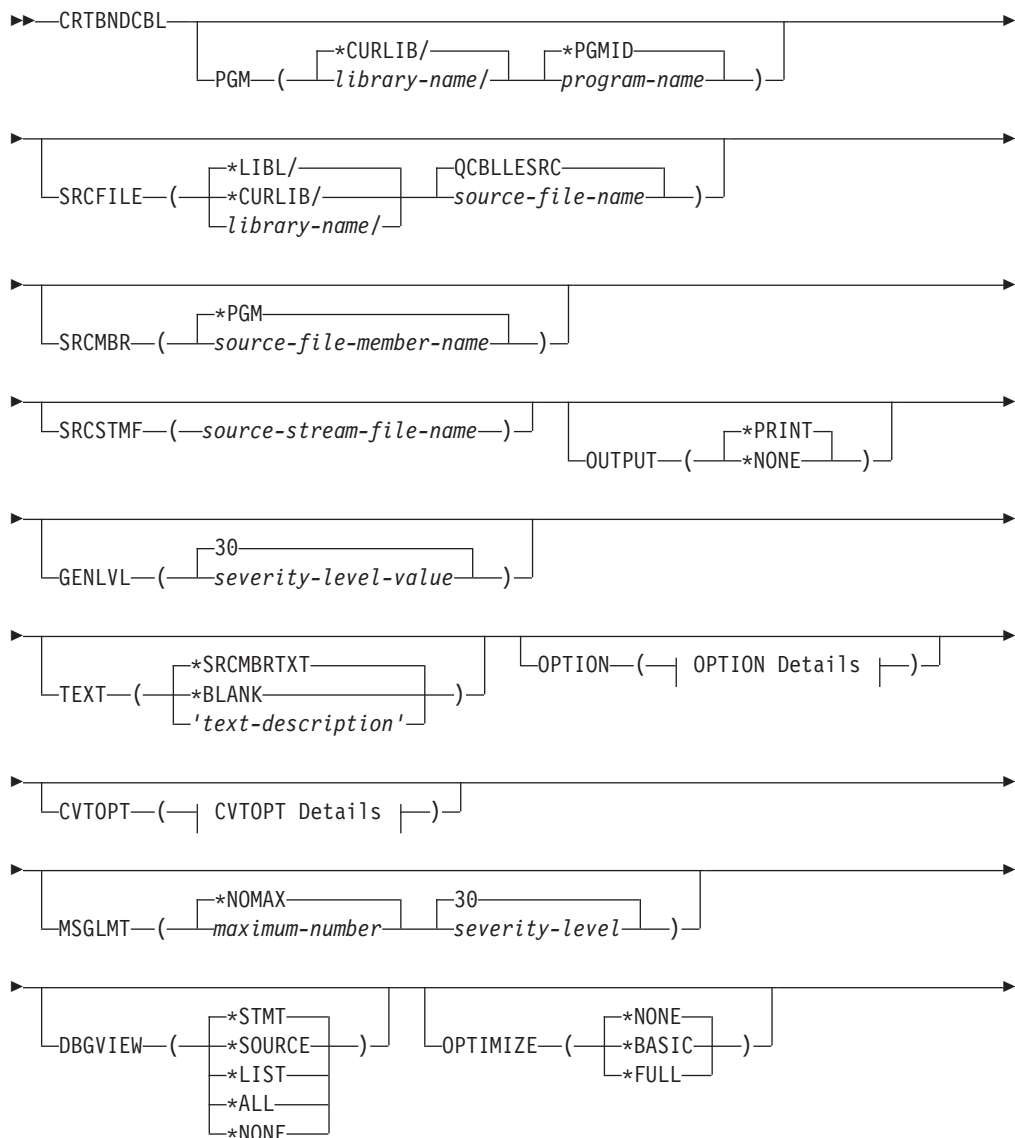 CRTBNDCBL
*CURLIB/ *PGMID
PGM ( library-name/ program-name )
*LIBL/ QCBLLESRC
SRCFILE ( *CURLIB/ source-file-name )
library-name/
*PGM
SRCMBR ( source-file-member-name )
SRCSTMF ( source-stream-file-name ) *PRINT
OUTPUT ( *NONE )
30
GENLVL ( severity-level-value )
*SRCMBRTXT OPTION ( OPTION Details )
TEXT ( *BLANK )
'text-description'
CVTOPT ( CVTOPT Details )
*NOMAX 30
MSGLMT ( maximum-number severity-level )
*STMT *NONE
DBGVIEW ( *SOURCE ) OPTIMIZE ( *BASIC )
*LIST *FULL
*ALL
*NONE